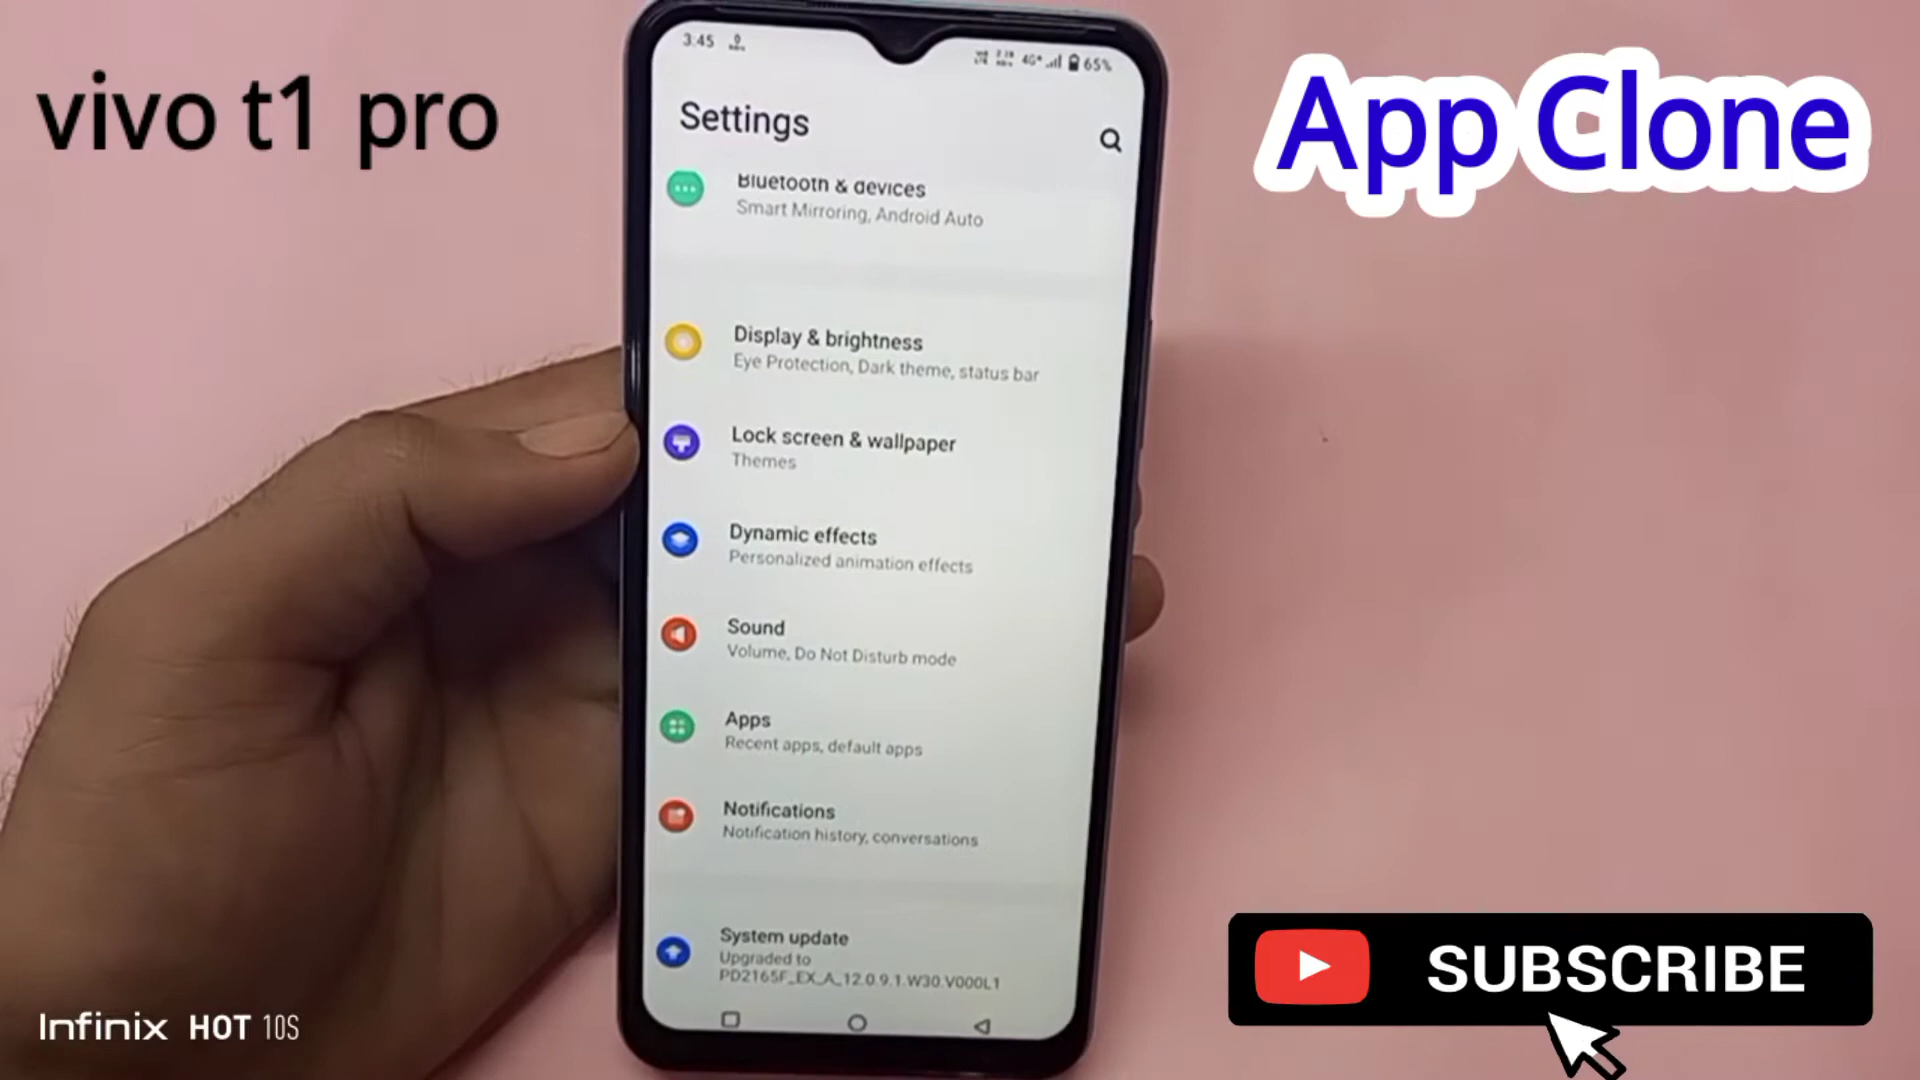 vivo t1 pro
App Clone
3:45
4G+
65%
Settings
Bluetooth & devices
Smart Mirroring, Android Auto
Display & brightness
Eye Protection, Dark theme, status bar
Lock screen & wallpaper
Themes
Dynamic effects
Personalized animation effects
Sound
Volume, Do Not Disturb mode
Apps
Recent apps, default apps
Notifications
Notification history, conversations
System update
Upgraded to
PD2165F_EX_A_12.0.9.1.W30.V000L1
SUBSCRIBE
Infinix HOT 10S